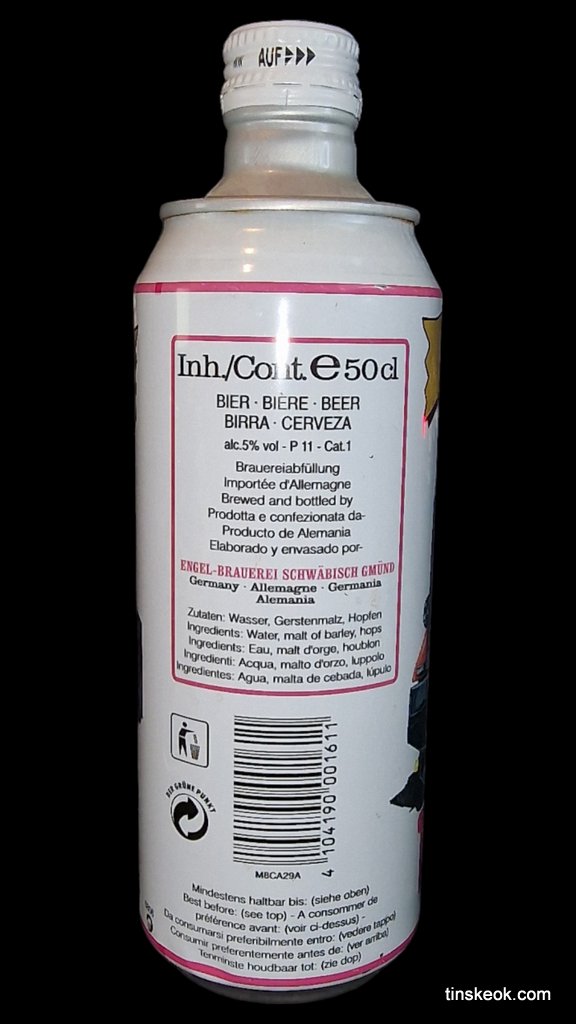 AUF
Inh./Cont. e 50 cl
BIER · BIÈRE · BEER
BIRRA · CERVEZA
alc.5% vol - P 11 - Cat.1
Brauereiabfüllung
Importée d'Allemagne
Brewed and bottled by
Prodotta e confezionata da-
Producto de Alemania
Elaborado y envasado por-
ENGEL-BRAUEREI SCHWÄBISCH GMÜND
Germany · Allemagne · Germania
Alemania
Zutaten: Wasser, Gerstenmalz, Hopfen
Ingredients: Water, malt of barley, hops
Ingredients: Eau, malt d'orge, houblon
Ingredienti: Acqua, malto d'orzo, luppolo
Ingredientes: Agua, malta de cebada, lúpulo
DER GRÜNE PUNKT
4 104190 001611
M8CA29A
Mindestens haltbar bis: (siehe oben)
Best before: (see top) - A consommer de
préférence avant: (voir ci-dessus) -
Da consumarsi preferibilmente entro: (vedere tappo)
Consumir preferentemente antes de: (ver arriba)
Tenminste houdbaar tot: (zie dop)
tinskeok.com